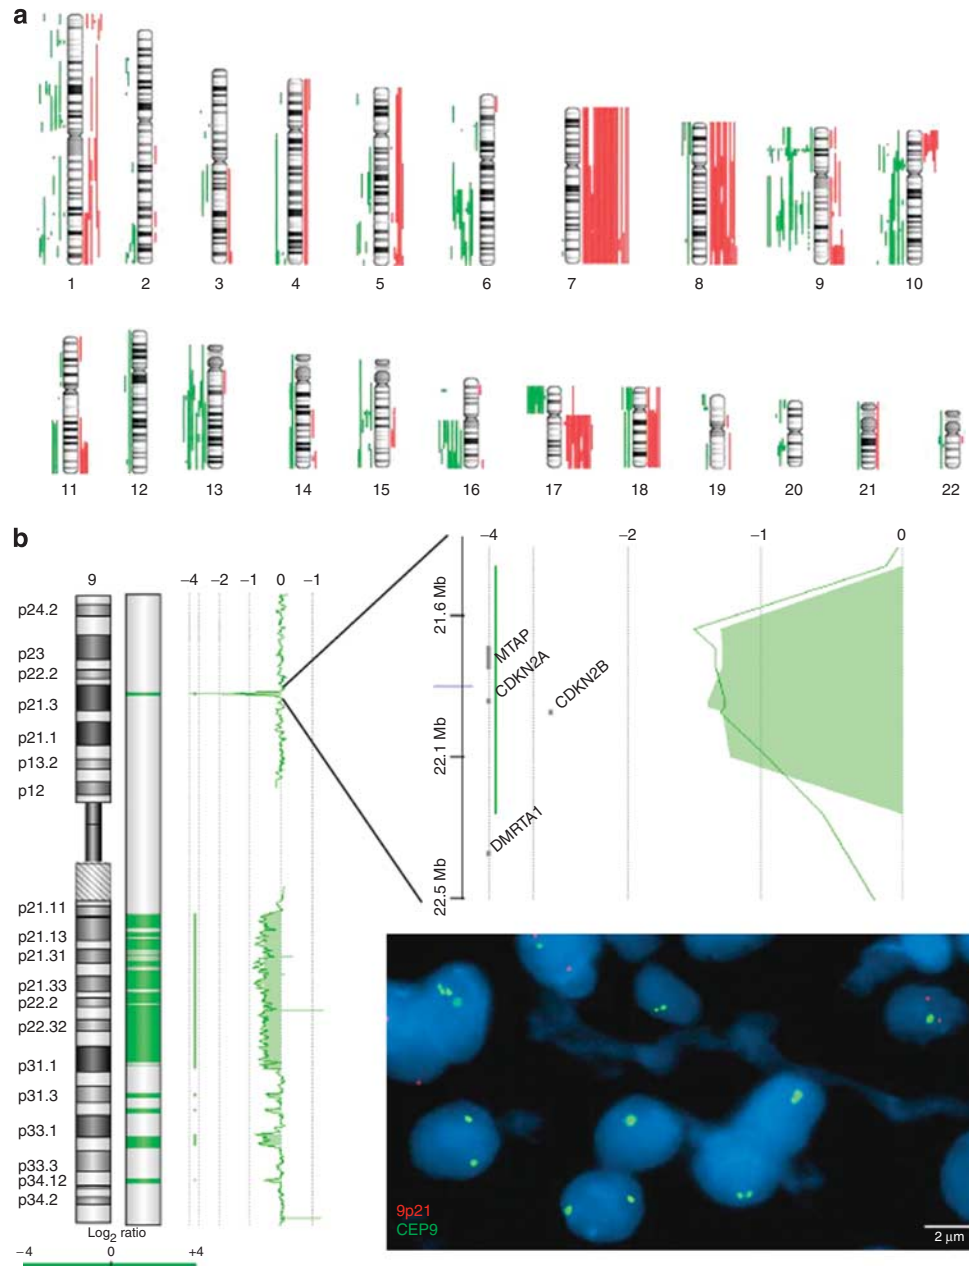 a
1 2 3 4 5 6 7 8 9 10
11 12 13 14 15 16 17 18 19 20 21 22
b
9
−4 −2 −1 0 −1
p24.2
p23
p22.2
p21.3
p21.1
p13.2
p12
p21.11
p21.13
p21.31
p21.33
p22.2
p22.32
p31.1
p31.3
p33.1
p33.3
p34.12
p34.2
Log2 ratio
−4 0 +4
−4 −2 −1 0
21.6 Mb
22.1 Mb
22.5 Mb
MTAP
CDKN2A
CDKN2B
DMRTA1
9p21
CEP9
2 μm